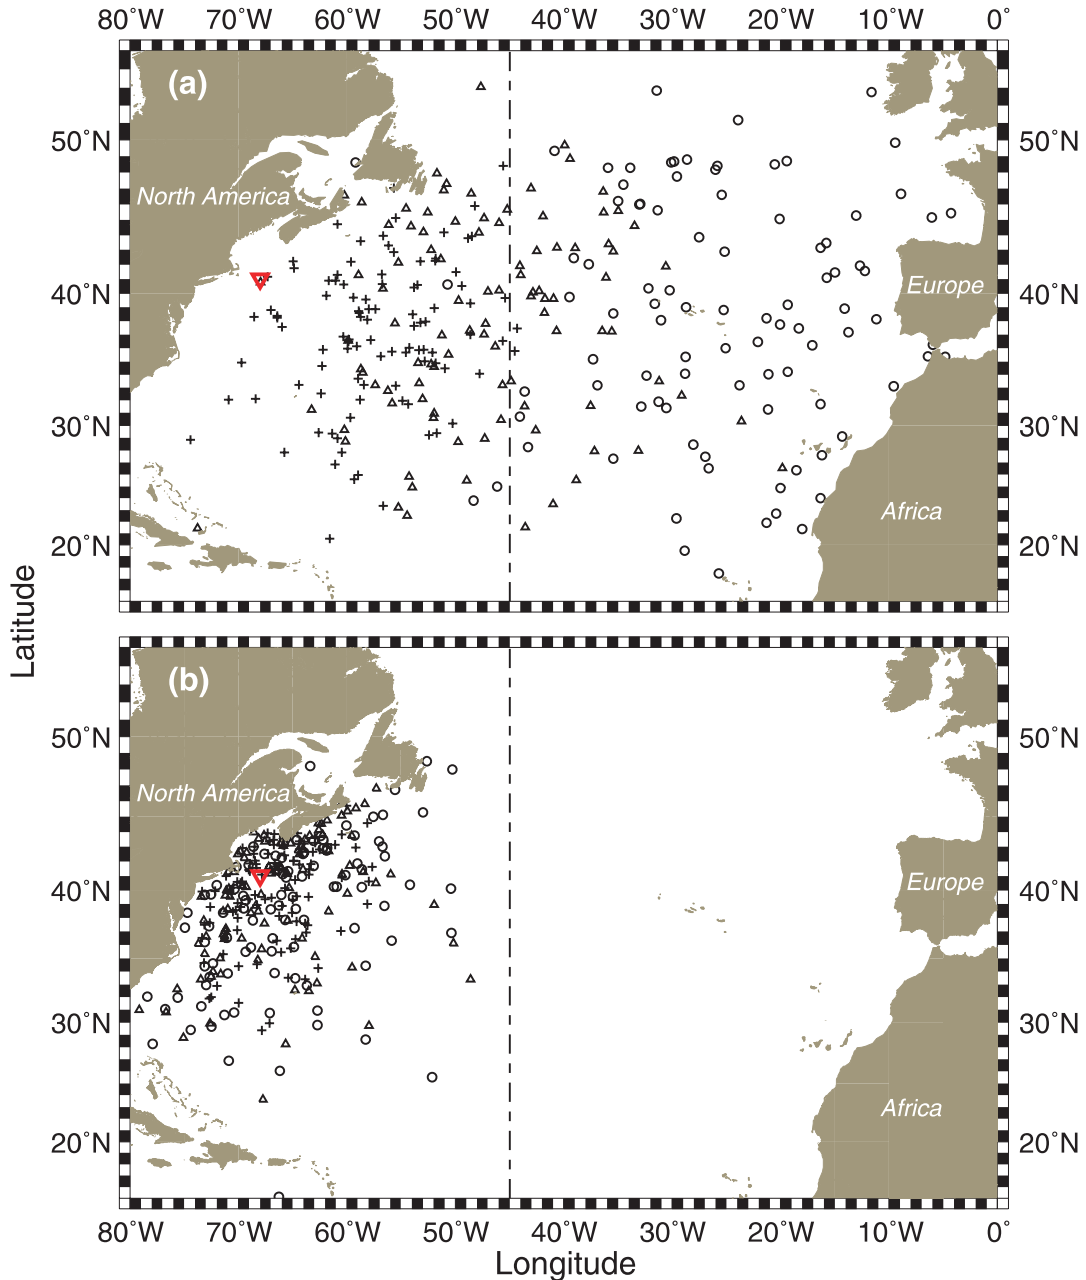 80°W 70°W 60°W 50°W 40°W 30°W 20°W 10°W 0°
(a)
50°N 50°N
North America
40°N Europe 40°N
30°N 30°N
Africa
20°N 20°N
Latitude
(b)
50°N 50°N
North America
40°N Europe 40°N
30°N 30°N
Africa
20°N 20°N
80°W 70°W 60°W 50°W 40°W 30°W 20°W 10°W 0°
Longitude